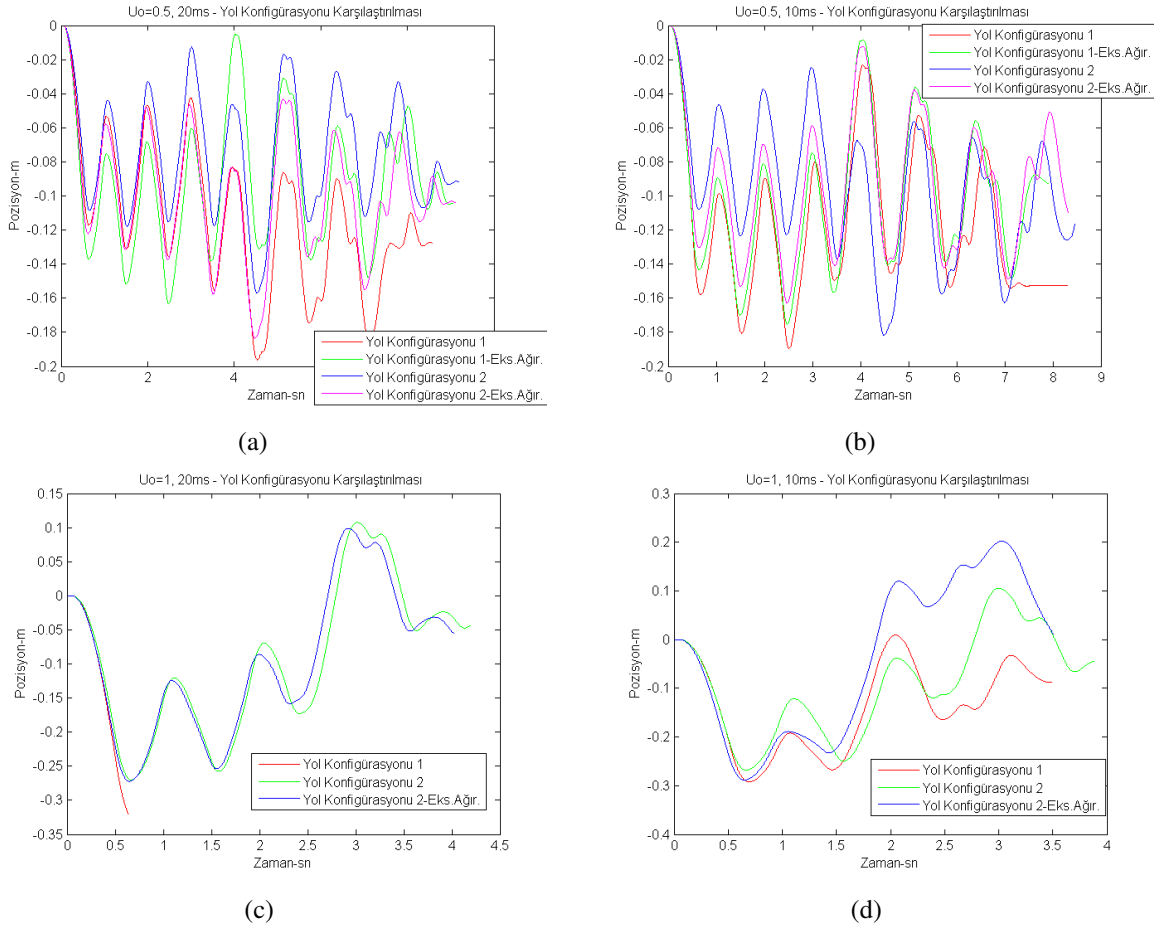 Uo=0.5, 20ms - Yol Konfigürasyonu Karşılaştırılması
Pozisyon-m
0
-0.02
-0.04
-0.06
-0.08
-0.1
-0.12
-0.14
-0.16
-0.18
-0.2
0
2
4
Zaman-sn
Yol Konfigürasyonu 1
Yol Konfigürasyonu 1-Eks.Ağır.
Yol Konfigürasyonu 2
Yol Konfigürasyonu 2-Eks.Ağır.
(a)
Uo=0.5, 10ms - Yol Konfigürasyonu Karşılaştırılması
Pozisyon-m
0
-0.02
-0.04
-0.06
-0.08
-0.1
-0.12
-0.14
-0.16
-0.18
-0.2
0
1
2
3
4
5
6
7
8
9
Zaman-sn
Yol Konfigürasyonu 1
Yol Konfigürasyonu 1-Eks.Ağır.
Yol Konfigürasyonu 2
Yol Konfigürasyonu 2-Eks.Ağır.
(b)
Uo=1, 20ms - Yol Konfigürasyonu Karşılaştırılması
Pozisyon-m
0.15
0.1
0.05
0
-0.05
-0.1
-0.15
-0.2
-0.25
-0.3
-0.35
0
0.5
1
1.5
2
2.5
3
3.5
4
4.5
Zaman-sn
Yol Konfigürasyonu 1
Yol Konfigürasyonu 2
Yol Konfigürasyonu 2-Eks.Ağır.
(c)
Uo=1, 10ms - Yol Konfigürasyonu Karşılaştırılması
Pozisyon-m
0.3
0.2
0.1
0
-0.1
-0.2
-0.3
-0.4
0
0.5
1
1.5
2
2.5
3
3.5
4
Zaman-sn
Yol Konfigürasyonu 1
Yol Konfigürasyonu 2
Yol Konfigürasyonu 2-Eks.Ağır.
(d)